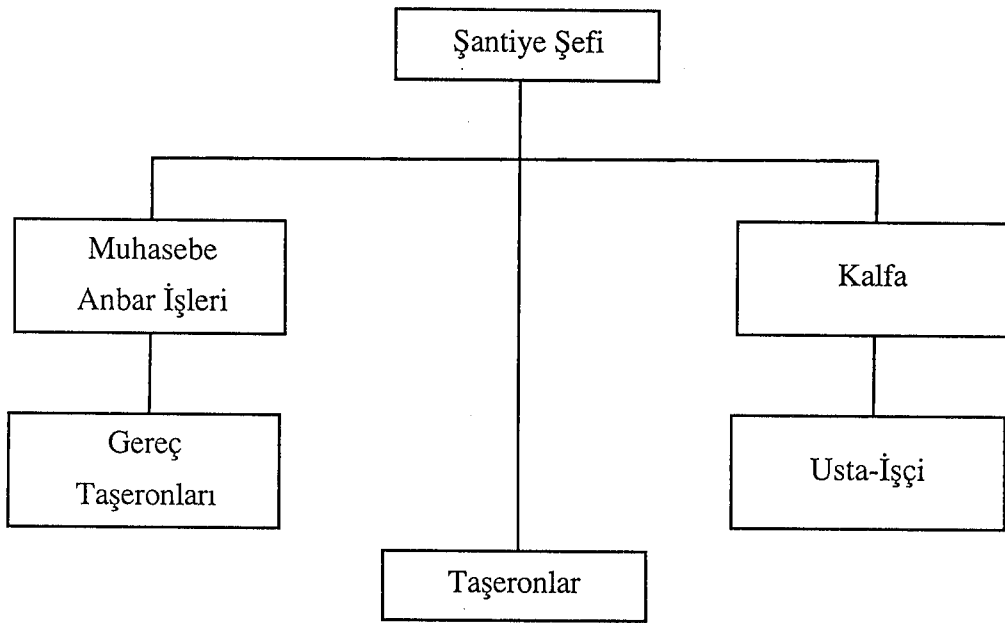 Şantiye Şefi
Muhasebe
Anbar İşleri
Kalfa
Gereç
Taşeronları
Usta-İşçi
Taşeronlar